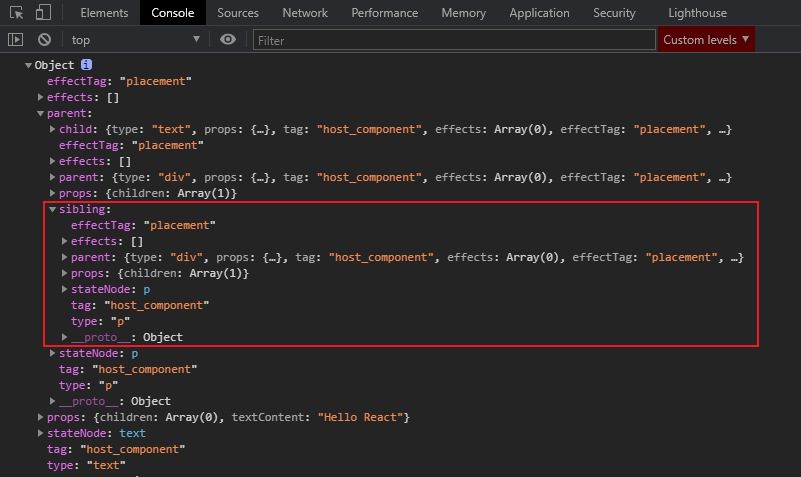 Elements Console Sources Network Performance Memory Application Security Lighthouse
top Filter Custom levels
Object i
effectTag: "placement"
effects: []
parent:
child: {type: "text", props: {…}, tag: "host_component", effects: Array(0), effectTag: "placement", …}
effectTag: "placement"
effects: []
parent: {type: "div", props: {…}, tag: "host_component", effects: Array(0), effectTag: "placement", …}
props: {children: Array(1)}
sibling:
effectTag: "placement"
effects: []
parent: {type: "div", props: {…}, tag: "host_component", effects: Array(0), effectTag: "placement", …}
props: {children: Array(1)}
stateNode: p
tag: "host_component"
type: "p"
__proto__: Object
stateNode: p
tag: "host_component"
type: "p"
__proto__: Object
props: {children: Array(0), textContent: "Hello React"}
stateNode: text
tag: "host_component"
type: "text"